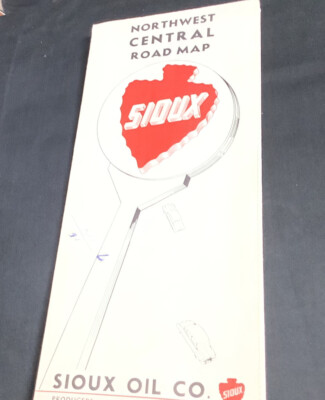 NORTHWEST
CENTRAL
ROAD MAP
SIOUX
SIOUX OIL CO.
SIOUX